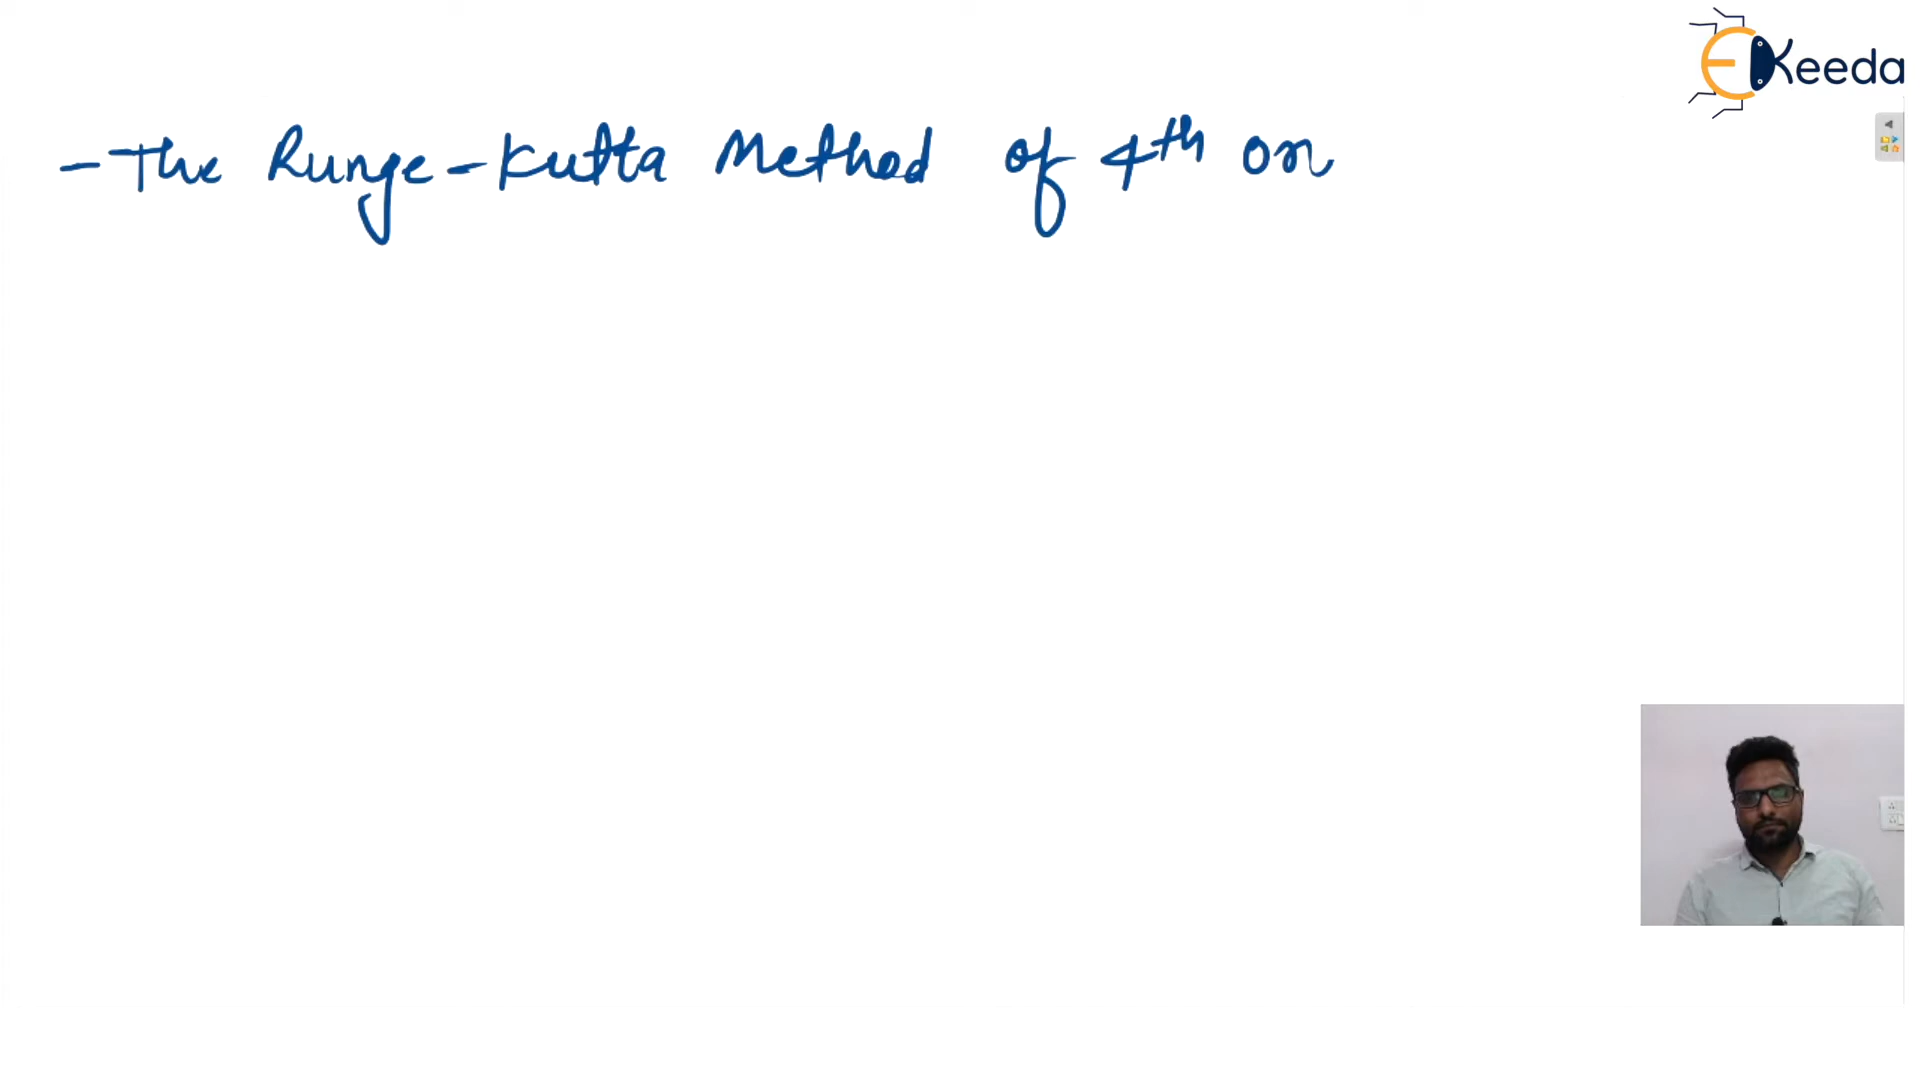 EKeeda
- The Runge - Kutta Method of 4th or